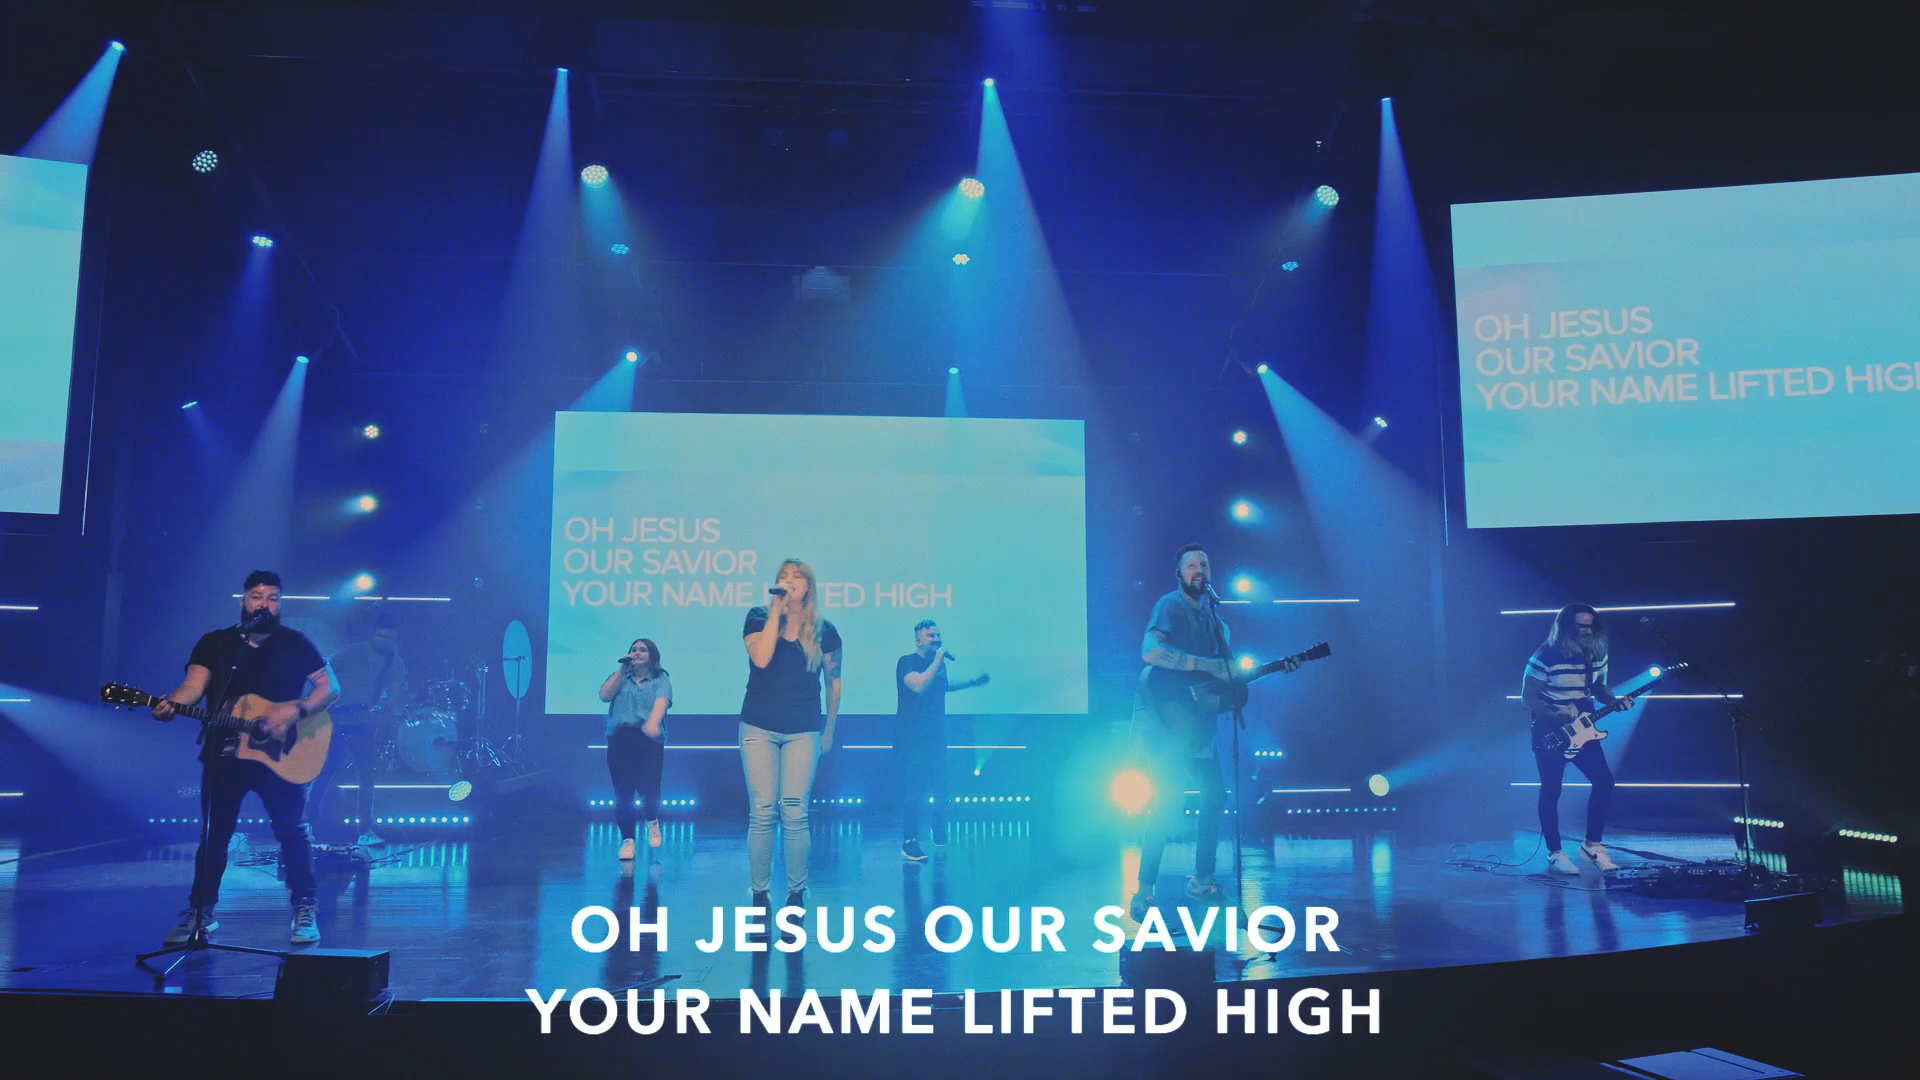 OH JESUS
OUR SAVIOR
YOUR NAME LIFTED HIG
OH JESUS
OUR SAVIOR
YOUR NAME TED HIGH
OH JESUS OUR SAVIOR
YOUR NAME LIFTED HIGH